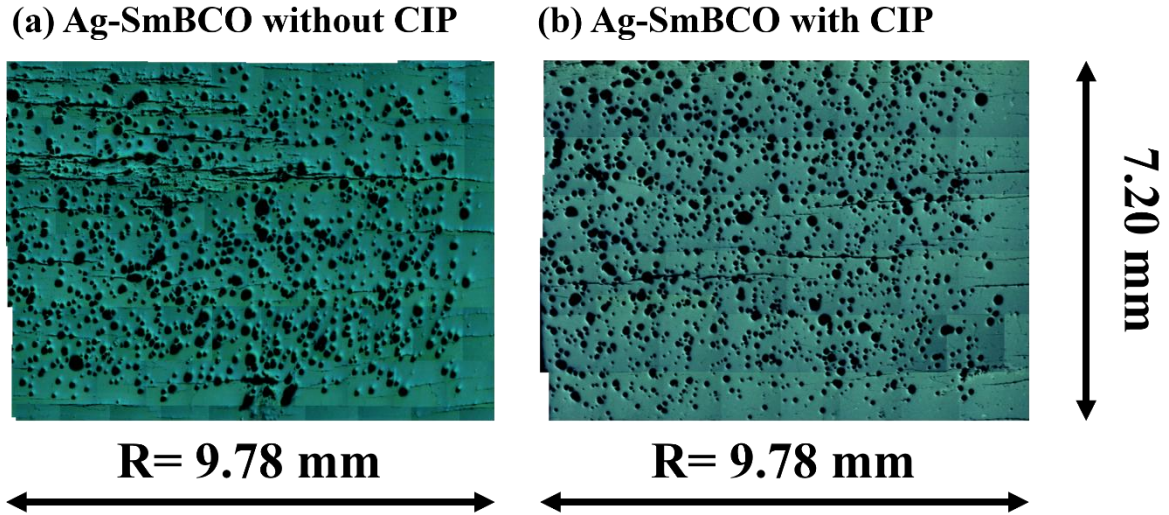 (a) Ag-SmBCO without CIP
(b) Ag-SmBCO with CIP
7.20 mm
R= 9.78 mm
R= 9.78 mm